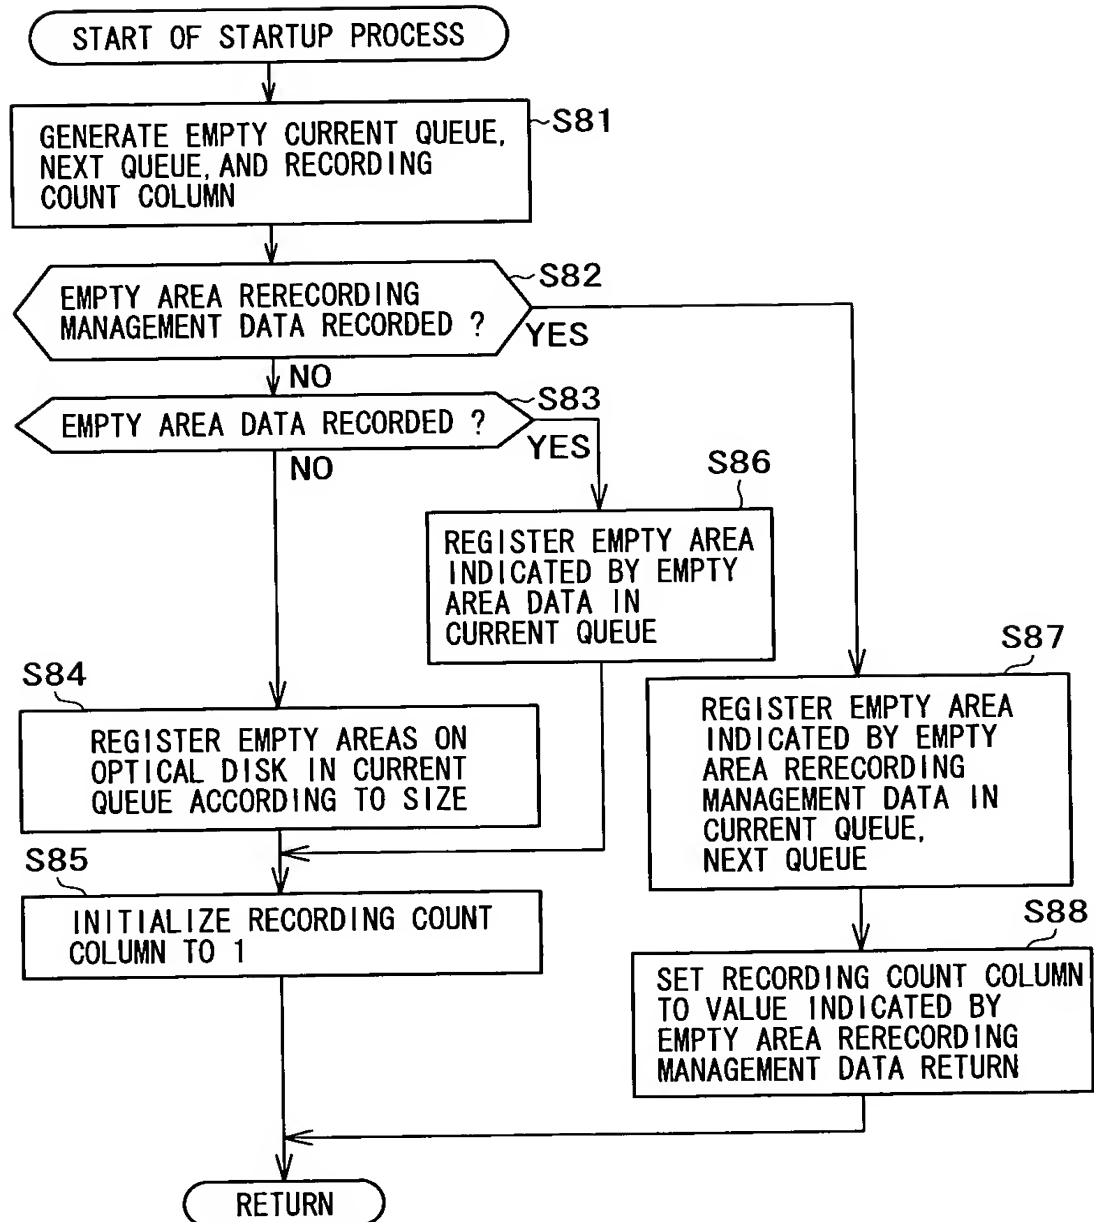 START OF STARTUP PROCESS
S81
GENERATE EMPTY CURRENT QUEUE,
NEXT QUEUE, AND RECORDING
COUNT COLUMN
S82
EMPTY AREA RERECORDING
MANAGEMENT DATA RECORDED ?
YES
NO
S83
EMPTY AREA DATA RECORDED ?
YES
NO
S86
REGISTER EMPTY AREA
INDICATED BY EMPTY
AREA DATA IN
CURRENT QUEUE
S84
REGISTER EMPTY AREAS ON
OPTICAL DISK IN CURRENT
QUEUE ACCORDING TO SIZE
S87
REGISTER EMPTY AREA
INDICATED BY EMPTY
AREA RERECORDING
MANAGEMENT DATA IN
CURRENT QUEUE,
NEXT QUEUE
S85
INITIALIZE RECORDING COUNT
COLUMN TO 1
S88
SET RECORDING COUNT COLUMN
TO VALUE INDICATED BY
EMPTY AREA RERECORDING
MANAGEMENT DATA RETURN
RETURN